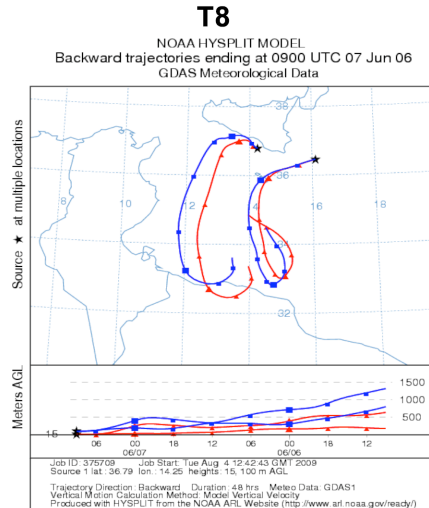 T8
NOAA HYSPLIT MODEL
Backward trajectories ending at 0900 UTC 07 Jun 06
GDAS Meteorological Data
Source ★ at multiple locations
38
36
8
10
12
14
16
18
34
32
Meters AGL
15
1500
1000
500
06 00 18 12 06 00 18 12
06/07 06/06
Job ID: 375709 Job Start: Tue Aug 4 12:42:43 GMT 2009
Source 1 lat.: 36.79 lon.: 14.25 heights: 15, 100 m AGL
Trajectory Direction: Backward Duration: 48 hrs Meteo Data: GDAS1
Vertical Motion Calculation Method: Model Vertical Velocity
Produced with HYSPLIT from the NOAA ARL Website (http://www.arl.noaa.gov/ready/)